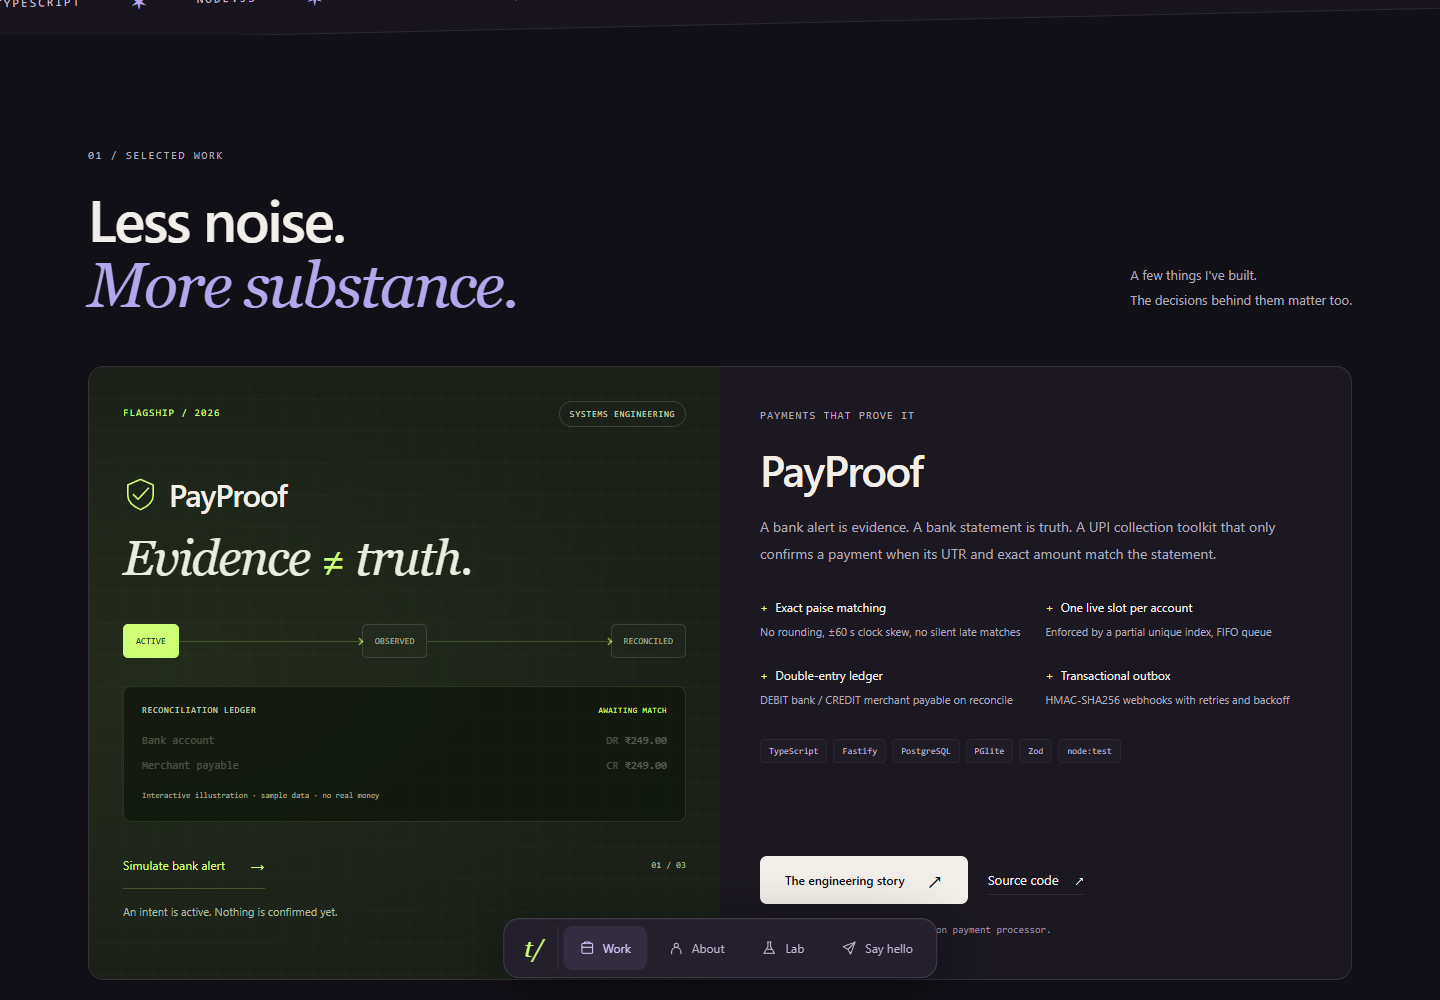 TYPESCRIPT
01 / SELECTED WORK
Less noise.
More substance.
A few things I've built.
The decisions behind them matter too.
FLAGSHIP / 2026
SYSTEMS ENGINEERING
PayProof
Evidence ≠ truth.
ACTIVE
OBSERVED
RECONCILED
RECONCILIATION LEDGER
AWAITING MATCH
Bank account DR ₹249.00
Merchant payable CR ₹249.00
Interactive illustration · sample data · no real money
Simulate bank alert →
01 / 03
An intent is active. Nothing is confirmed yet.
PAYMENTS THAT PROVE IT
PayProof
A bank alert is evidence. A bank statement is truth. A UPI collection toolkit that only
confirms a payment when its UTR and exact amount match the statement.
+ Exact paise matching
No rounding, ±60 s clock skew, no silent late matches
+ One live slot per account
Enforced by a partial unique index, FIFO queue
+ Double-entry ledger
DEBIT bank / CREDIT merchant payable on reconcile
+ Transactional outbox
HMAC-SHA256 webhooks with retries and backoff
TypeScript
Fastify
PostgreSQL
PGlite
Zod
node:test
The engineering story ↗
Source code ↗
on payment processor.
t/
Work
About
Lab
Say hello